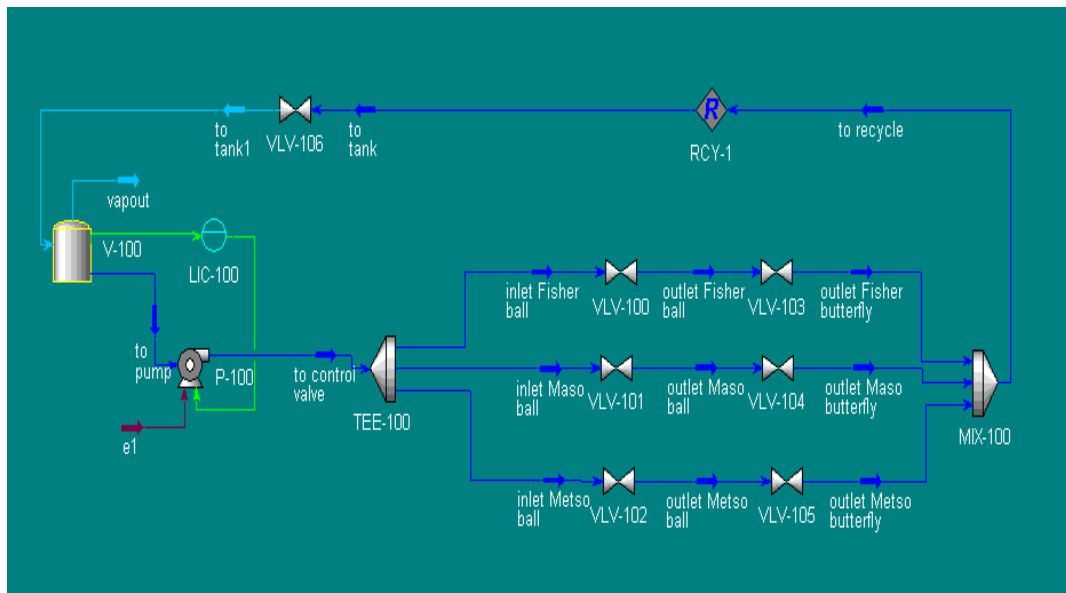 to
tank1
VLV-106
to
tank
R
RCY-1
to recycle
vapout
V-100
LIC-100
inlet Fisher
ball
VLV-100
outlet Fisher
ball
VLV-103
outlet Fisher
butterfly
to
pump
P-100
to control
valve
TEE-100
inlet Maso
ball
VLV-101
outlet Maso
ball
VLV-104
outlet Maso
butterfly
MIX-100
e1
inlet Metso
ball
VLV-102
outlet Metso
ball
VLV-105
outlet Metso
butterfly